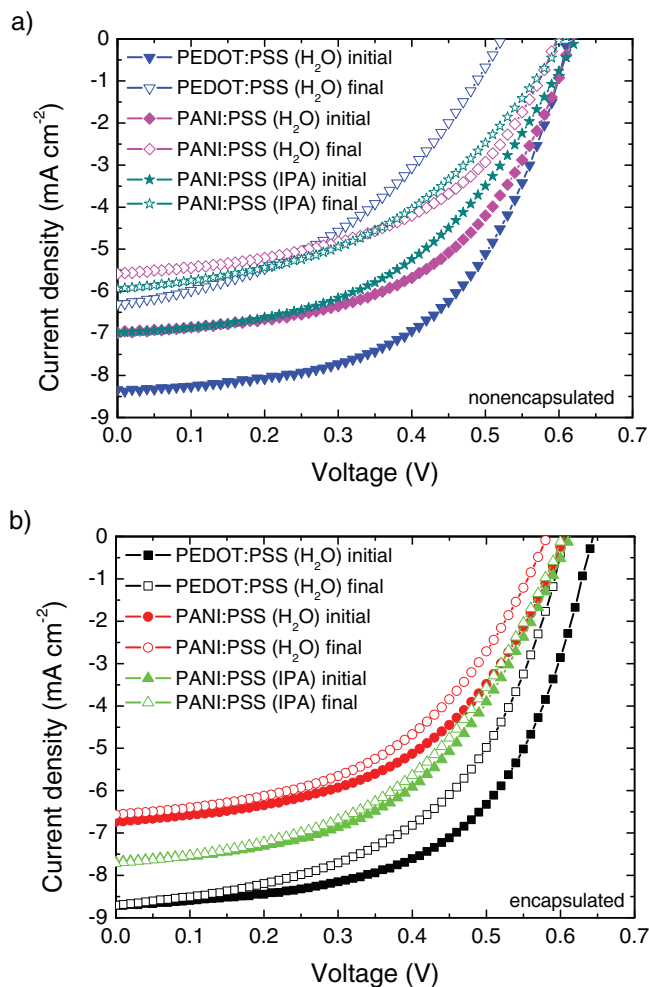 a)
0
-1
-2
-3
-4
-5
-6
-7
-8
-9
Current density (mA cm⁻²)
PEDOT:PSS (H₂O) initial
PEDOT:PSS (H₂O) final
PANI:PSS (H₂O) initial
PANI:PSS (H₂O) final
PANI:PSS (IPA) initial
PANI:PSS (IPA) final
nonencapsulated
0.0 0.1 0.2 0.3 0.4 0.5 0.6 0.7
Voltage (V)
b)
0
-1
-2
-3
-4
-5
-6
-7
-8
-9
Current density (mA cm⁻²)
PEDOT:PSS (H₂O) initial
PEDOT:PSS (H₂O) final
PANI:PSS (H₂O) initial
PANI:PSS (H₂O) final
PANI:PSS (IPA) initial
PANI:PSS (IPA) final
encapsulated
0.0 0.1 0.2 0.3 0.4 0.5 0.6 0.7
Voltage (V)